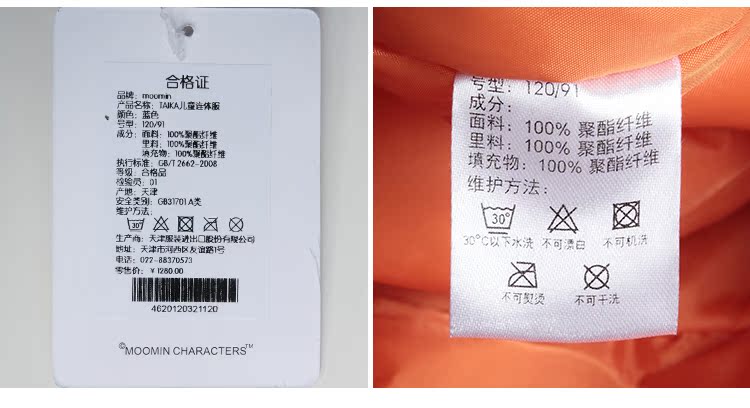 合格证
品牌：moomin
产品名称：TAIKA儿童连体服
颜色：蓝色
号型：120/91
成分：面料：100%聚酯纤维
里料：100%聚酯纤维
填充物：100%聚酯纤维
执行标准：GB/T 2662-2008
等级：合格品
检验员：01
产地：天津
安全类别：GB31701 A类
维护方法：
30°
生产商：天津服装进出口股份有限公司
地址：天津市河西区友谊路1号
电话：022-88370573
零售价：￥1280.00
4620120321120
©MOOMIN CHARACTERS™
号型：120/91
成分：
面料：100% 聚酯纤维
里料：100% 聚酯纤维
填充物：100% 聚酯纤维
维护方法：
30°
30°C以下水洗 不可漂白 不可机洗
不可熨烫 不可干洗